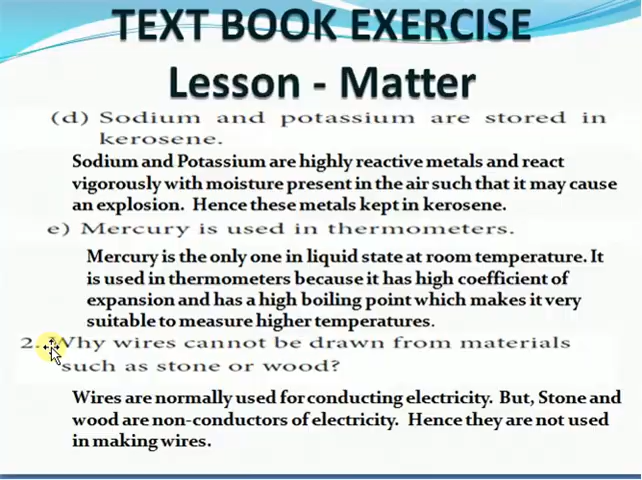 TEXT BOOK EXERCISE
Lesson - Matter
(d) Sodium and potassium are stored in
kerosene.
Sodium and Potassium are highly reactive metals and react
vigorously with moisture present in the air such that it may cause
an explosion. Hence these metals kept in kerosene.
e) Mercury is used in thermometers.
Mercury is the only one in liquid state at room temperature. It
is used in thermometers because it has high coefficient of
expansion and has a high boiling point which makes it very
suitable to measure higher temperatures.
2. Why wires cannot be drawn from materials
such as stone or wood?
Wires are normally used for conducting electricity. But, Stone and
wood are non-conductors of electricity. Hence they are not used
in making wires.